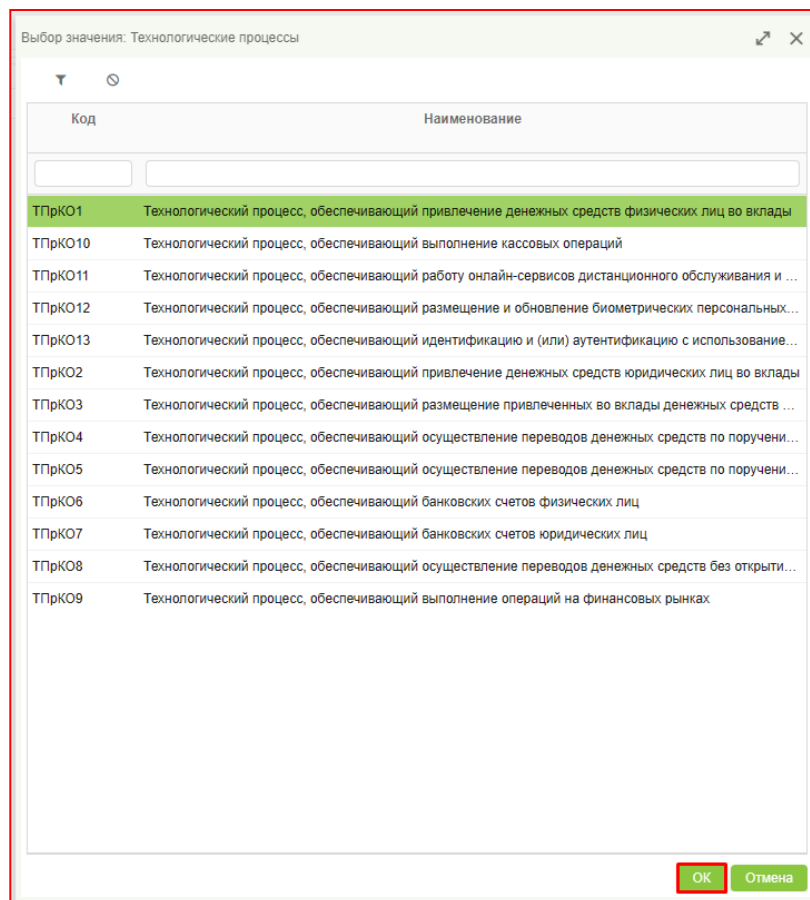 Выбор значения: Технологические процессы
Код Наименование
ТПрКО1 Технологический процесс, обеспечивающий привлечение денежных средств физических лиц во вклады
ТПрКО10 Технологический процесс, обеспечивающий выполнение кассовых операций
ТПрКО11 Технологический процесс, обеспечивающий работу онлайн-сервисов дистанционного обслуживания и ...
ТПрКО12 Технологический процесс, обеспечивающий размещение и обновление биометрических персональных...
ТПрКО13 Технологический процесс, обеспечивающий идентификацию и (или) аутентификацию с использование...
ТПрКО2 Технологический процесс, обеспечивающий привлечение денежных средств юридических лиц во вклады
ТПрКО3 Технологический процесс, обеспечивающий размещение привлеченных во вклады денежных средств ...
ТПрКО4 Технологический процесс, обеспечивающий осуществление переводов денежных средств по поручени...
ТПрКО5 Технологический процесс, обеспечивающий осуществление переводов денежных средств по поручени...
ТПрКО6 Технологический процесс, обеспечивающий банковских счетов физических лиц
ТПрКО7 Технологический процесс, обеспечивающий банковских счетов юридических лиц
ТПрКО8 Технологический процесс, обеспечивающий осуществление переводов денежных средств без открыти...
ТПрКО9 Технологический процесс, обеспечивающий выполнение операций на финансовых рынках
ОК Отмена